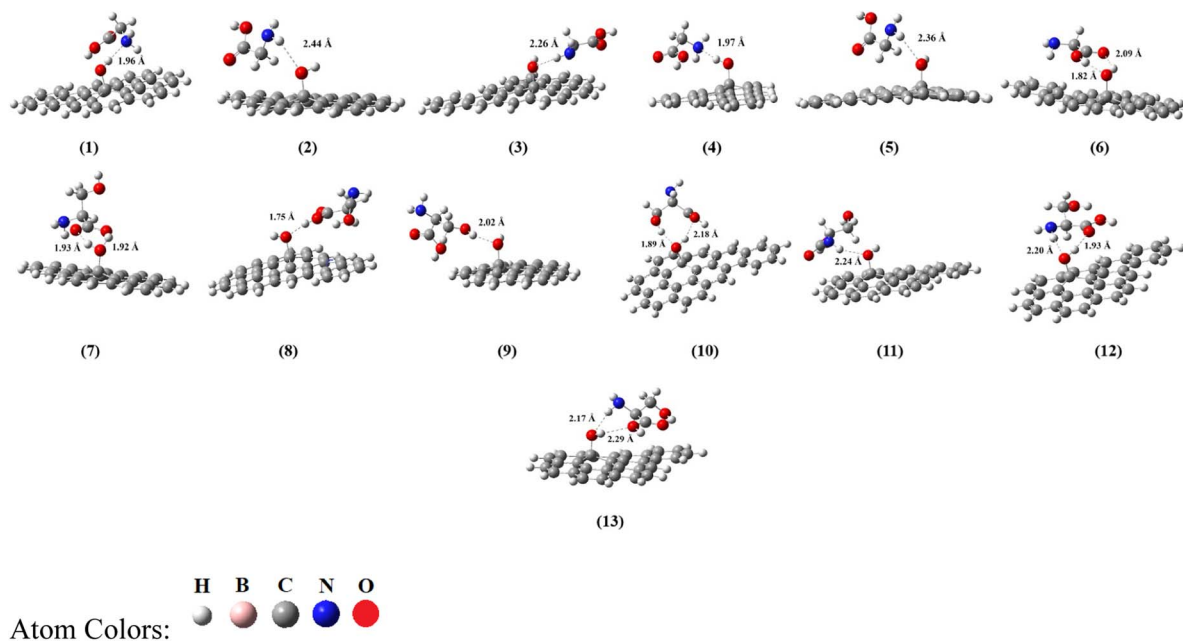 1.96 Å
2.44 Å
2.26 Å
1.97 Å
2.36 Å
2.09 Å
1.82 Å
(1) (2) (3) (4) (5) (6)
1.93 Å 1.92 Å
1.75 Å
2.02 Å
1.89 Å 2.18 Å
2.24 Å
2.20 Å 1.93 Å
(7) (8) (9) (10) (11) (12)
2.17 Å
2.29 Å
(13)
H B C N O
Atom Colors: